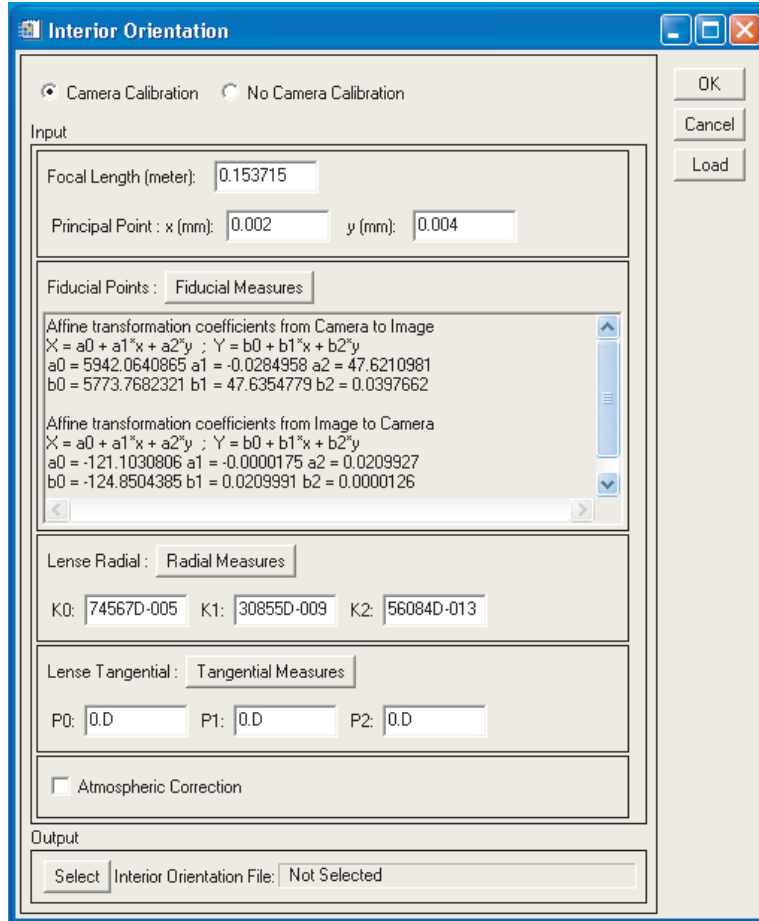 Interior Orientation
Camera Calibration No Camera Calibration
OK
Cancel
Load
Input
Focal Length (meter): 0.153715
Principal Point : x (mm): 0.002 y (mm): 0.004
Fiducial Points : Fiducial Measures
Affine transformation coefficients from Camera to Image
X = a0 + a1*x + a2*y ; Y = b0 + b1*x + b2*y
a0 = 5942.0640865 a1 = -0.0284958 a2 = 47.6210981
b0 = 5773.7682321 b1 = 47.6354779 b2 = 0.0397662
Affine transformation coefficients from Image to Camera
X = a0 + a1*x + a2*y ; Y = b0 + b1*x + b2*y
a0 = -121.1030806 a1 = -0.0000175 a2 = 0.0209927
b0 = -124.8504385 b1 = 0.0209991 b2 = 0.0000126
Lense Radial : Radial Measures
K0: 74567D-005 K1: 30855D-009 K2: 56084D-013
Lense Tangential : Tangential Measures
P0: 0.D P1: 0.D P2: 0.D
Atmospheric Correction
Output
Select Interior Orientation File: Not Selected